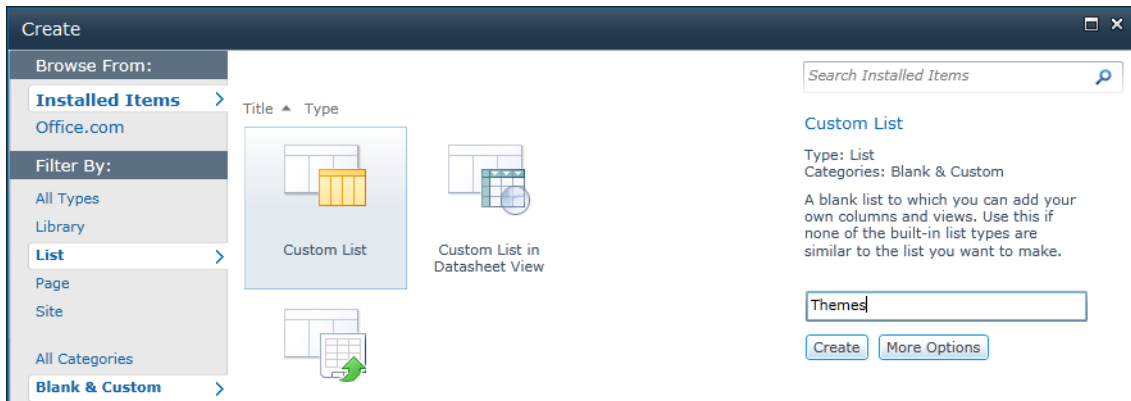 Create
Browse From:
Installed Items
Office.com
Filter By:
All Types
Library
List
Page
Site
All Categories
Blank & Custom
Title Type
Custom List
Custom List in
Datasheet View
Search Installed Items
Custom List
Type: List
Categories: Blank & Custom
A blank list to which you can add your
own columns and views. Use this if
none of the built-in list types are
similar to the list you want to make.
Themes
Create More Options